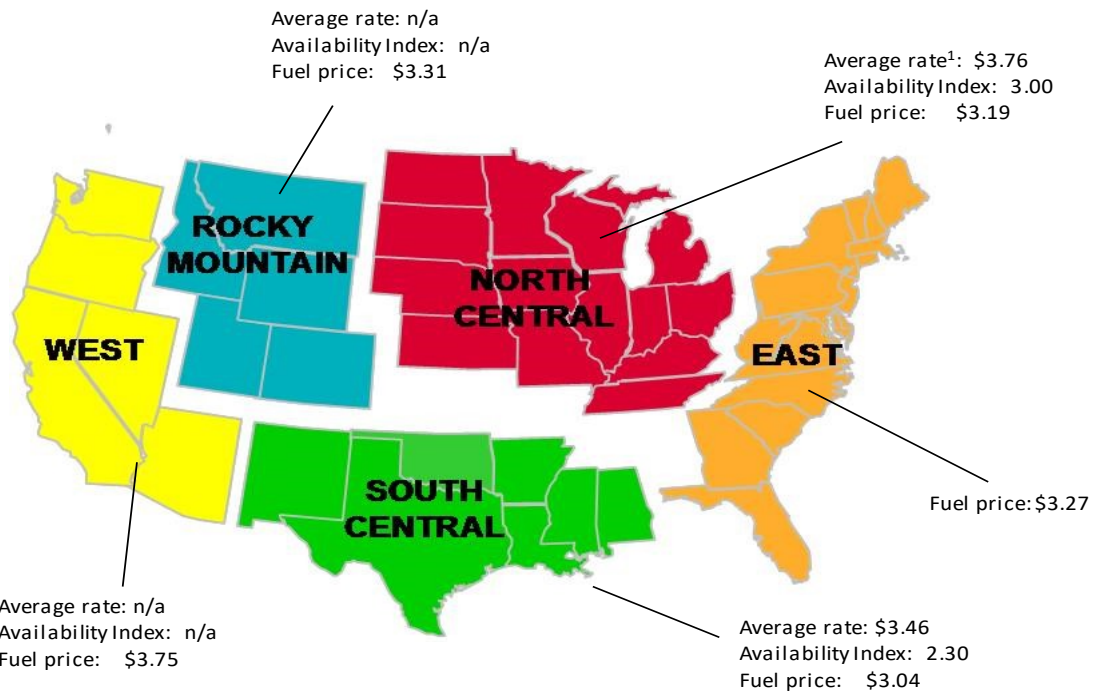 Average rate: n/a
Availability Index: n/a
Fuel price: $3.31
Average rate¹: $3.76
Availability Index: 3.00
Fuel price: $3.19
ROCKY
MOUNTAIN
NORTH
CENTRAL
WEST
EAST
SOUTH
CENTRAL
Fuel price: $3.27
Average rate: n/a
Availability Index: n/a
Fuel price: $3.75
Average rate: $3.46
Availability Index: 2.30
Fuel price: $3.04